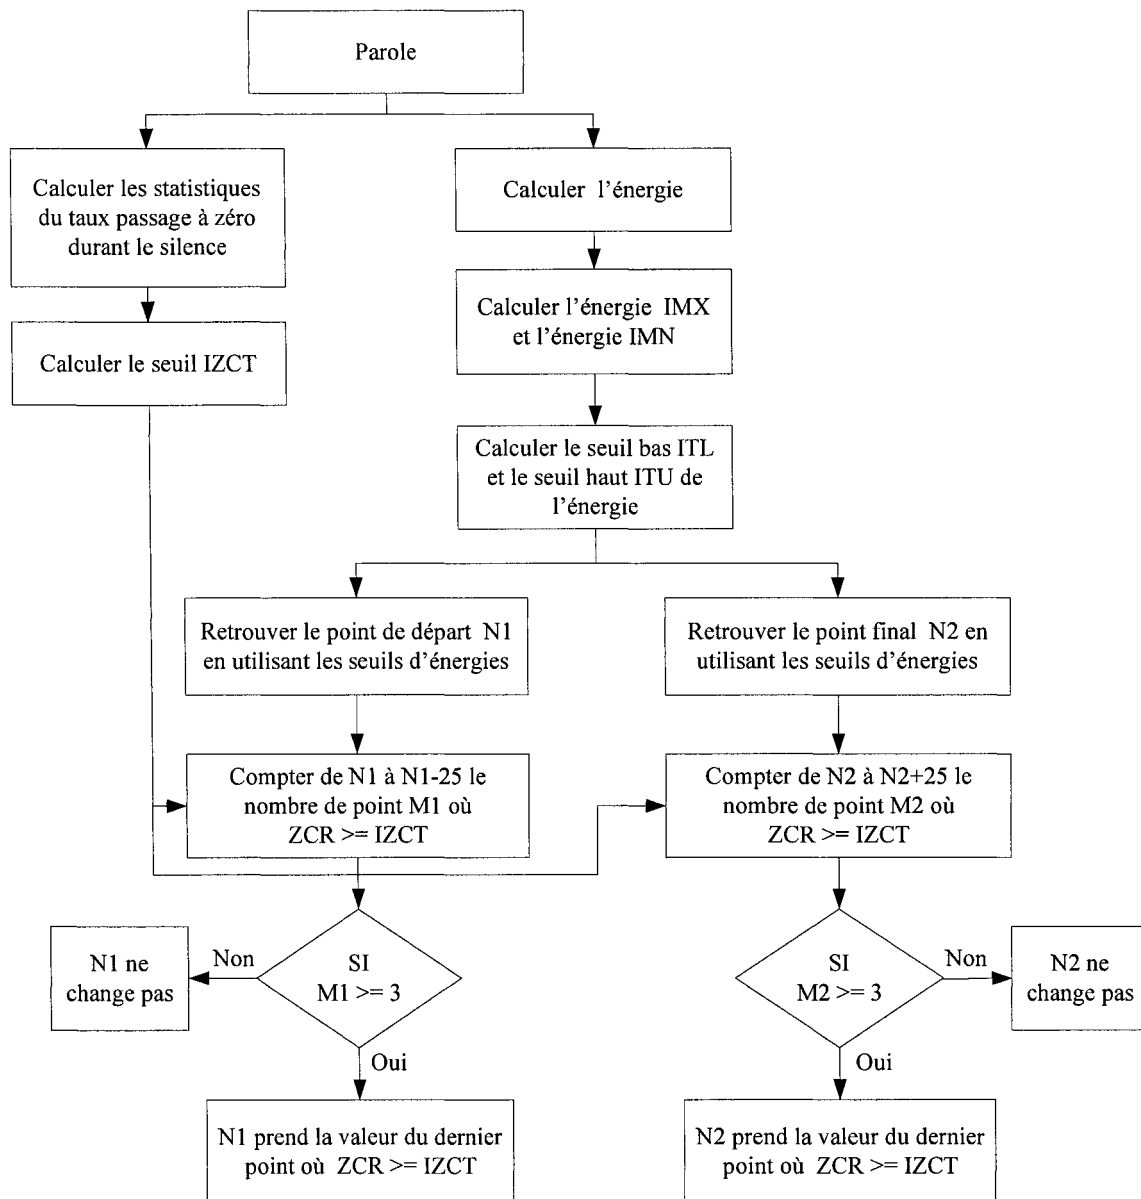 Parole
Calculer les statistiques
du taux passage à zéro
durant le silence
Calculer l'énergie
Calculer le seuil IZCT
Calculer l'énergie IMX
et l'énergie IMN
Calculer le seuil bas ITL
et le seuil haut ITU de
l'énergie
Retrouver le point de départ N1
en utilisant les seuils d'énergies
Retrouver le point final N2 en
utilisant les seuils d'énergies
Compter de N1 à N1-25 le
nombre de point M1 où
ZCR >= IZCT
Compter de N2 à N2+25 le
nombre de point M2 où
ZCR >= IZCT
N1 ne
change pas
Non
SI
M1 >= 3
SI
M2 >= 3
Non
N2 ne
change pas
Oui
Oui
N1 prend la valeur du dernier
point où ZCR >= IZCT
N2 prend la valeur du dernier
point où ZCR >= IZCT